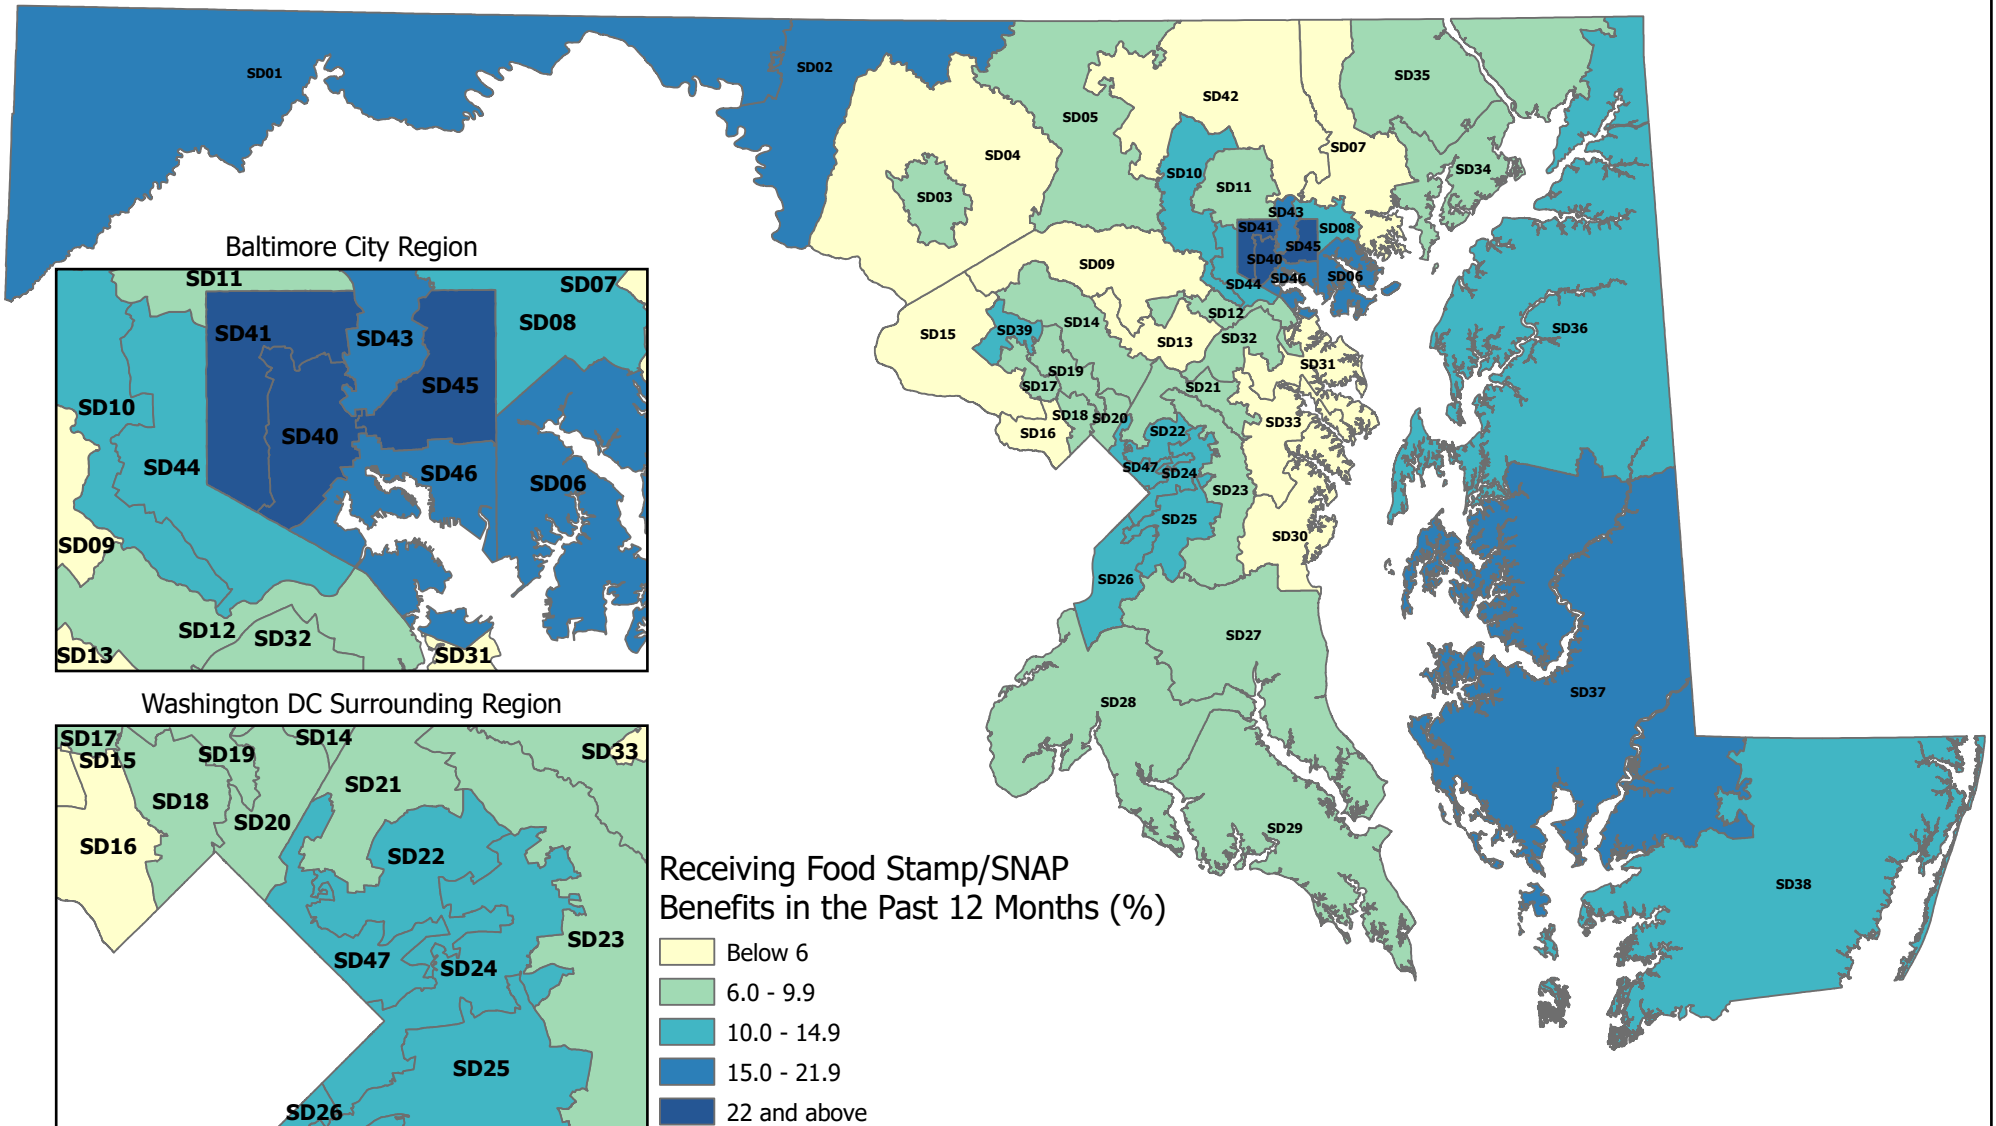 SD01
SD02
SD35
SD42
SD05
SD07
SD04
SD34
SD10
SD11
SD03
SD43
SD41
SD08
SD45
SD40
SD09
SD46
SD06
SD44
SD12
SD39
SD14
SD36
SD15
SD13
SD32
SD31
SD19
SD17
SD21
SD18
SD20
SD33
SD16
SD22
SD47
SD24
SD23
SD25
SD30
SD26
SD27
SD37
SD28
SD29
SD38
Baltimore City Region
SD11
SD07
SD08
SD41
SD43
SD45
SD10
SD40
SD44
SD46
SD06
SD09
SD12
SD32
SD13
SD31
Washington DC Surrounding Region
SD17
SD14
SD15
SD19
SD33
SD21
SD18
SD20
SD16
SD22
SD23
SD47
SD24
SD25
SD26
Receiving Food Stamp/SNAP
Benefits in the Past 12 Months (%)
Below 6
6.0 - 9.9
10.0 - 14.9
15.0 - 21.9
22 and above